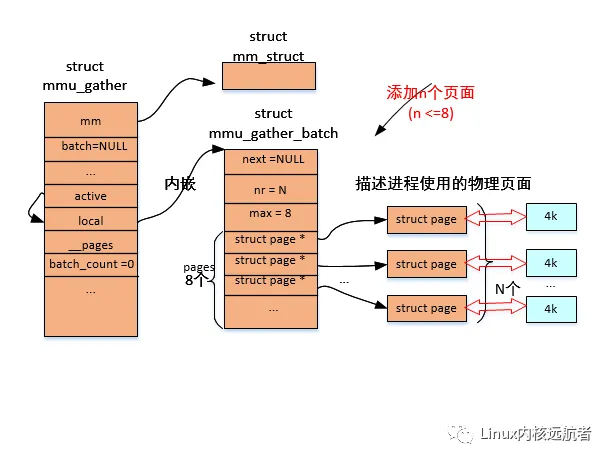 struct
mm_struct
struct
mmu_gather
mm
batch=NULL
...
active
local
__pages
batch_count =0
...
添加n个页面
(n <=8)
struct
mmu_gather_batch
next =NULL
nr = N
max = 8
struct page *
struct page *
struct page *
...
内嵌
pages
8个
描述进程使用的物理页面
struct page
struct page
...
struct page
4k
4k
...
4k
N个
Linux内核远航者